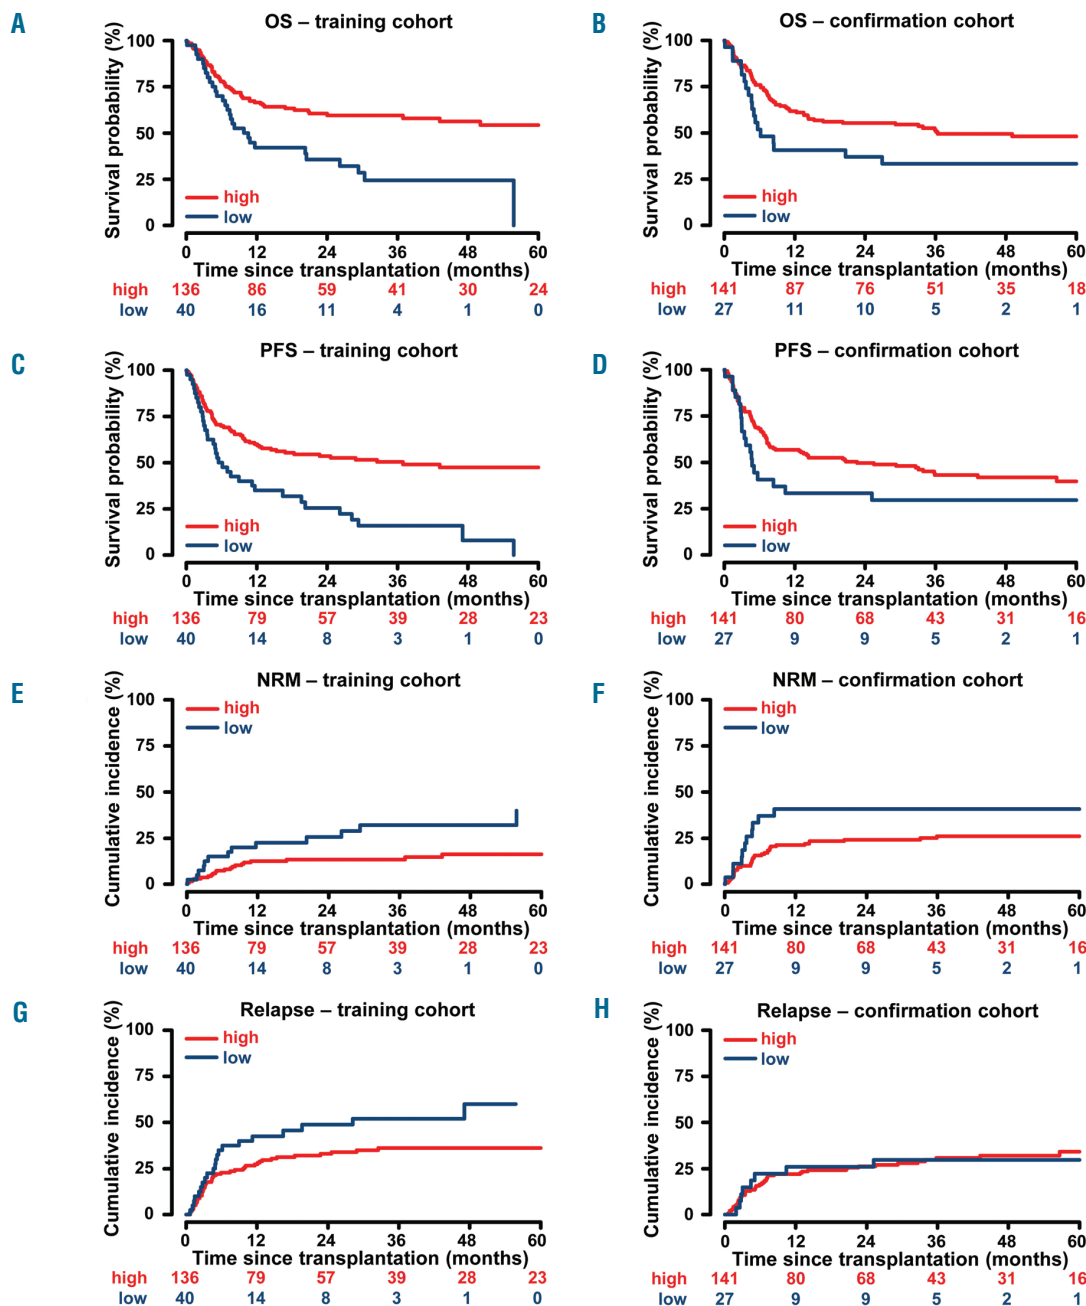 A
OS – training cohort
Survival probability (%)
100
75
50
25
0
high
low
0 12 24 36 48 60
Time since transplantation (months)
high 136 86 59 41 30 24
low 40 16 11 4 1 0
B
OS – confirmation cohort
Survival probability (%)
100
75
50
25
0
high
low
0 12 24 36 48 60
Time since transplantation (months)
high 141 87 76 51 35 18
low 27 11 10 5 2 1
C
PFS – training cohort
Survival probability (%)
100
75
50
25
0
high
low
0 12 24 36 48 60
Time since transplantation (months)
high 136 79 57 39 28 23
low 40 14 8 3 1 0
D
PFS – confirmation cohort
Survival probability (%)
100
75
50
25
0
high
low
0 12 24 36 48 60
Time since transplantation (months)
high 141 80 68 43 31 16
low 27 9 9 5 2 1
E
NRM – training cohort
Cumulative incidence (%)
100
75
50
25
0
high
low
0 12 24 36 48 60
Time since transplantation (months)
high 136 79 57 39 28 23
low 40 14 8 3 1 0
F
NRM – confirmation cohort
Cumulative incidence (%)
100
75
50
25
0
high
low
0 12 24 36 48 60
Time since transplantation (months)
high 141 80 68 43 31 16
low 27 9 9 5 2 1
G
Relapse – training cohort
Cumulative incidence (%)
100
75
50
25
0
high
low
0 12 24 36 48 60
Time since transplantation (months)
high 136 79 57 39 28 23
low 40 14 8 3 1 0
H
Relapse – confirmation cohort
Cumulative incidence (%)
100
75
50
25
0
high
low
0 12 24 36 48 60
Time since transplantation (months)
high 141 80 68 43 31 16
low 27 9 9 5 2 1